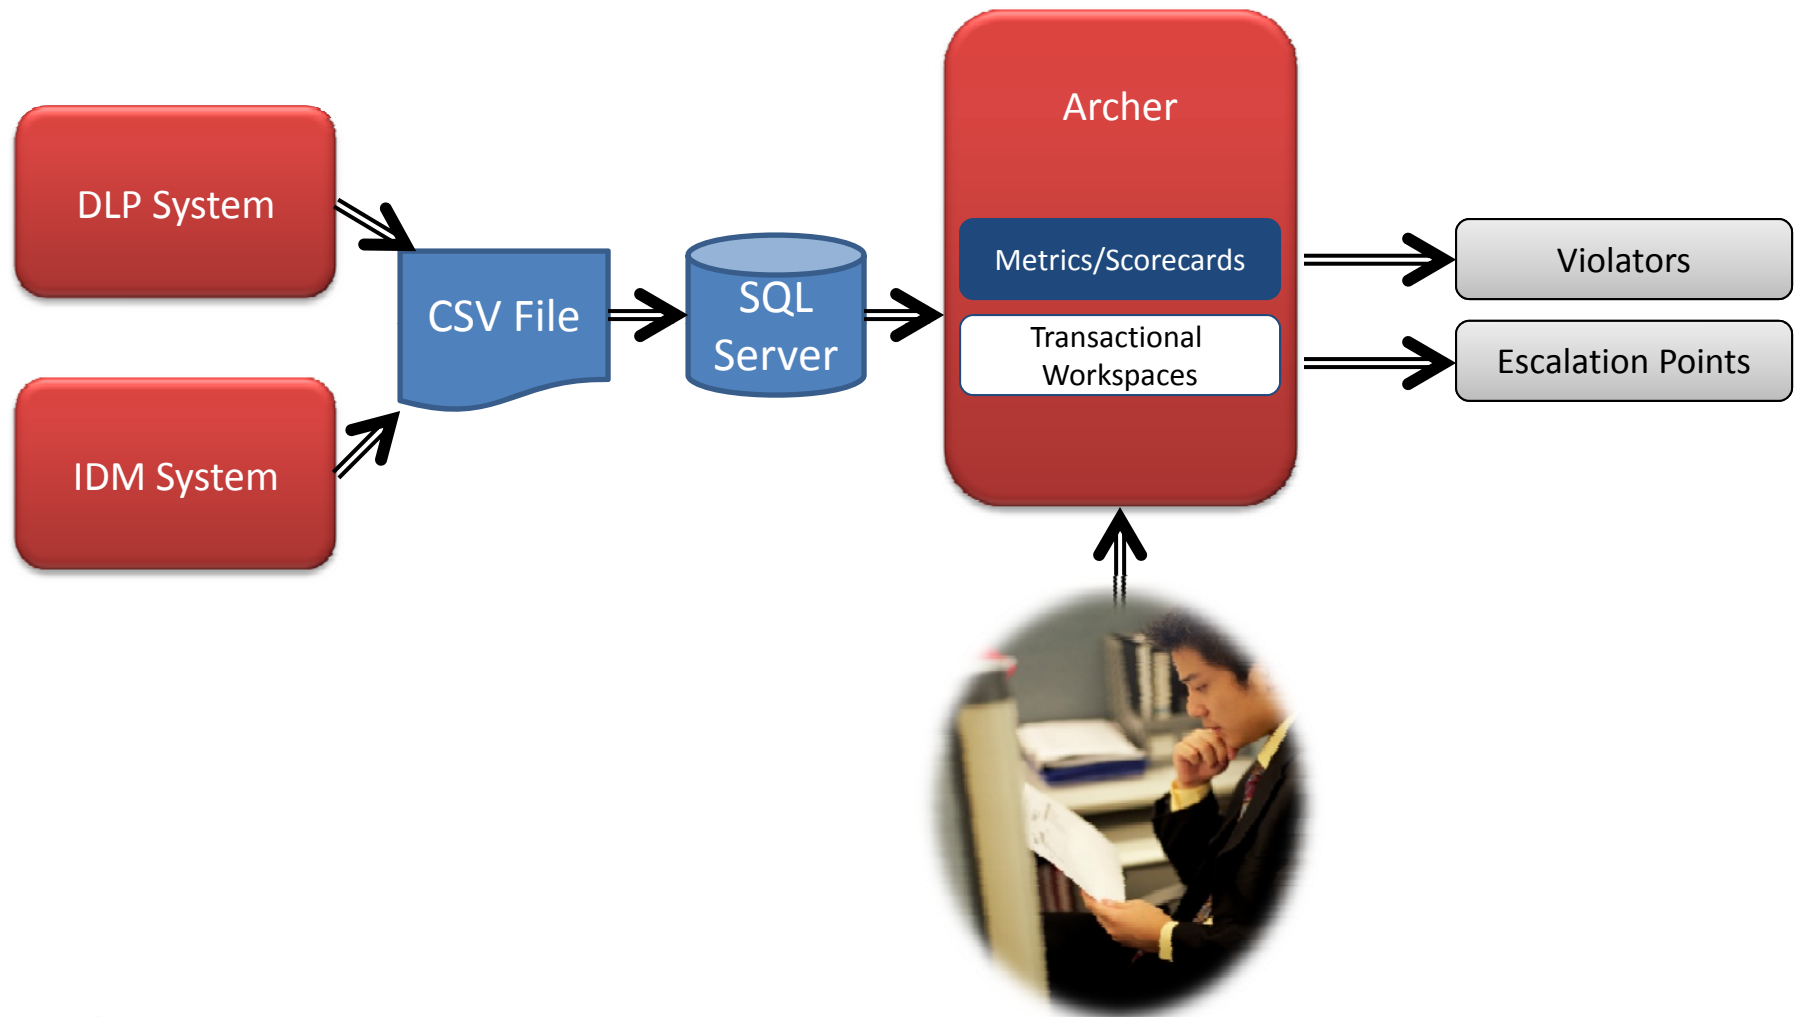 DLP System
IDM System
CSV File
SQL
Server
Archer
Metrics/Scorecards
Transactional
Workspaces
Violators
Escalation Points